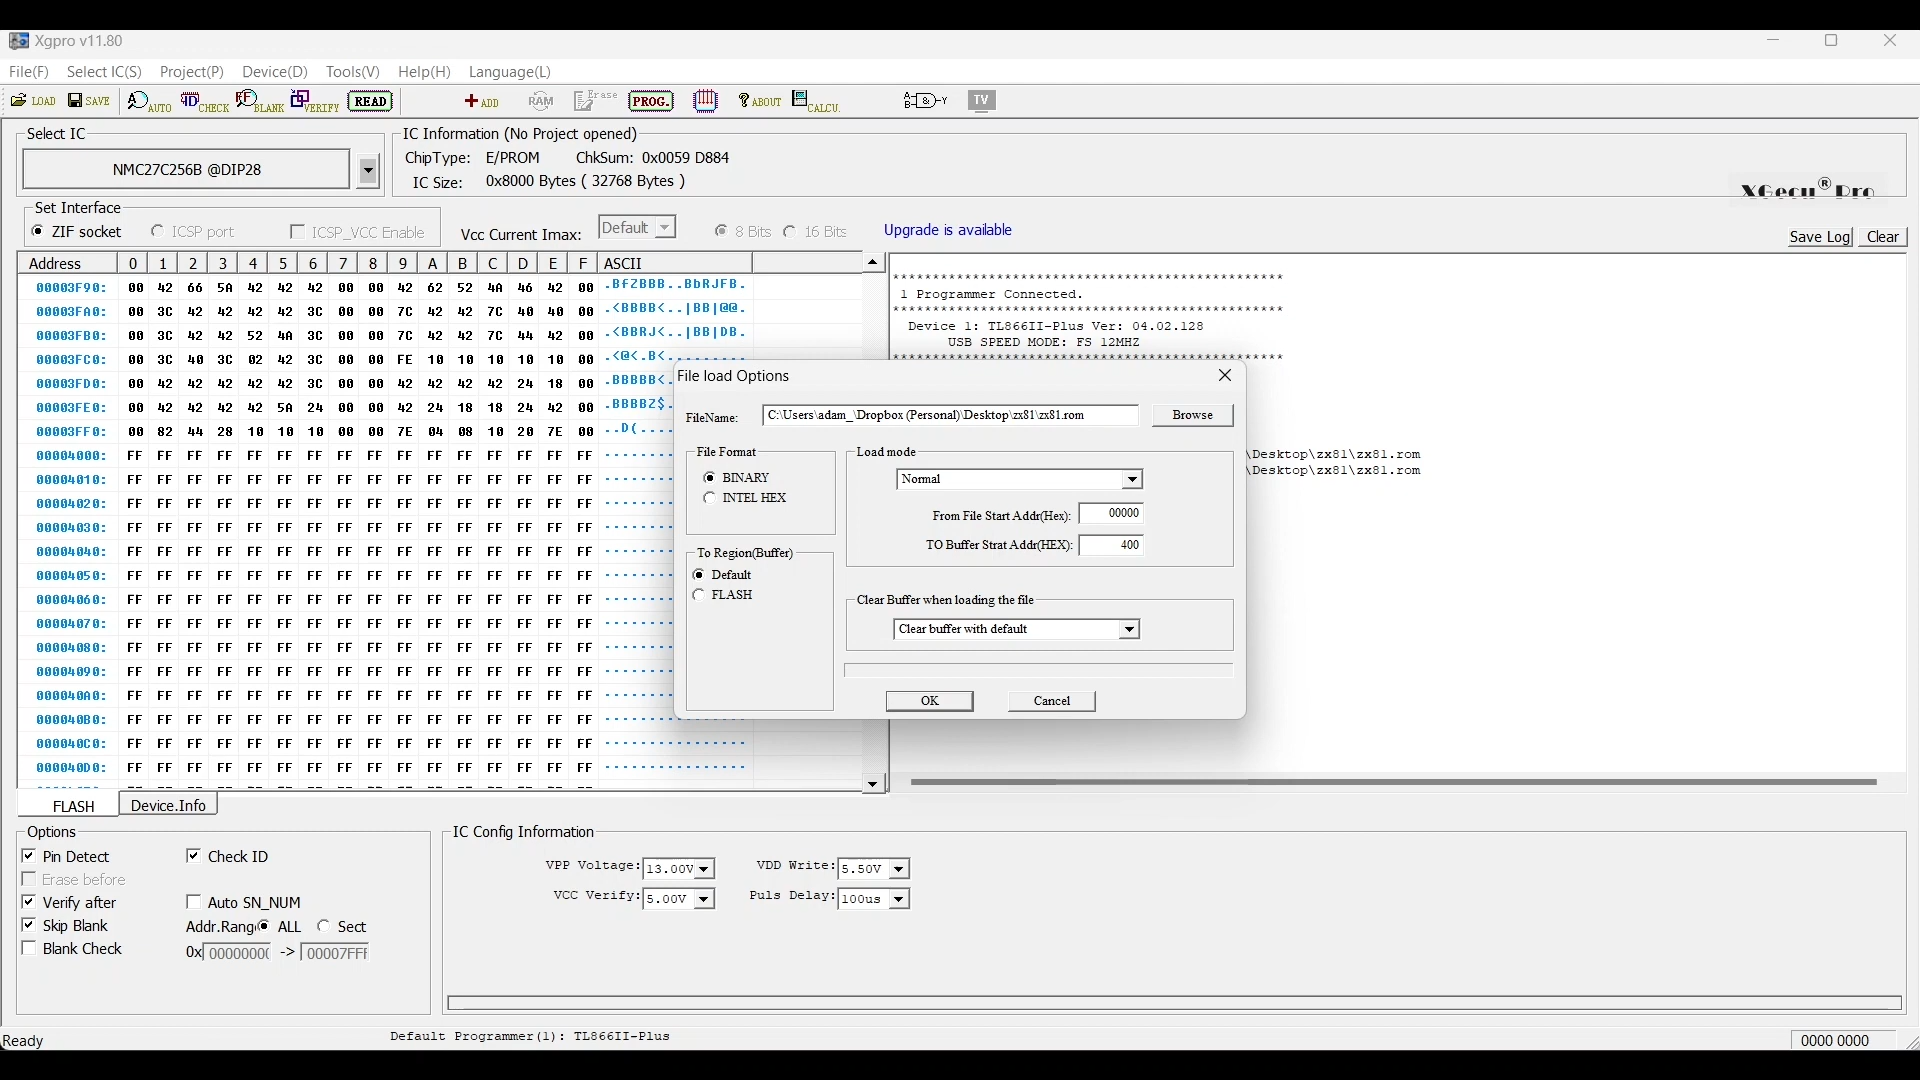 Xgpro v11.80
File(F) Select IC(S) Project(P) Device(D) Tools(V) Help(H) Language(L)
LOAD SAVE AUTO CHECK BLANK VERIFY READ ADD RAM Erase PROG. ABOUT CALCU. TV
Select IC
NMC27C256B @DIP28
IC Information (No Project opened)
ChipType: E/PROM ChkSum: 0x0059 D884
IC Size: 0x8000 Bytes ( 32768 Bytes )
XGecu® Pro
Set Interface
ZIF socket ICSP port ICSP_VCC Enable
Vcc Current Imax: Default 8 Bits 16 Bits
Upgrade is available
Save Log Clear
Address 0 1 2 3 4 5 6 7 8 9 A B C D E F ASCII
00003F90: 00 42 66 5A 42 42 42 00 00 42 62 52 4A 46 42 00 .BfZBBB..BbRJFB.
00003FA0: 00 3C 42 42 42 42 3C 00 00 7C 42 42 7C 40 40 00 .<BBBB<..|BB|@@.
00003FB0: 00 3C 42 42 52 4A 3C 00 00 7C 42 42 7C 44 42 00 .<BBRJ<..|BB|DB.
00003FC0: 00 3C 40 3C 02 42 3C 00 00 FE 10 10 10 10 10 00 .<@<.B<.........
00003FD0: 00 42 42 42 42 42 3C 00 00 42 42 42 42 24 18 00 .BBBBB<.
00003FE0: 00 42 42 42 42 5A 24 00 00 42 24 18 18 24 42 00 .BBBBZ$.
00003FF0: 00 82 44 28 10 10 10 00 00 7E 04 08 10 20 7E 00 ..D(....
00004000: FF FF FF FF FF FF FF FF FF FF FF FF FF FF FF FF
00004010: FF FF FF FF FF FF FF FF FF FF FF FF FF FF FF FF
00004020: FF FF FF FF FF FF FF FF FF FF FF FF FF FF FF FF
00004030: FF FF FF FF FF FF FF FF FF FF FF FF FF FF FF FF
00004040: FF FF FF FF FF FF FF FF FF FF FF FF FF FF FF FF
00004050: FF FF FF FF FF FF FF FF FF FF FF FF FF FF FF FF
00004060: FF FF FF FF FF FF FF FF FF FF FF FF FF FF FF FF
00004070: FF FF FF FF FF FF FF FF FF FF FF FF FF FF FF FF
00004080: FF FF FF FF FF FF FF FF FF FF FF FF FF FF FF FF
00004090: FF FF FF FF FF FF FF FF FF FF FF FF FF FF FF FF
000040A0: FF FF FF FF FF FF FF FF FF FF FF FF FF FF FF FF
000040B0: FF FF FF FF FF FF FF FF FF FF FF FF FF FF FF FF
000040C0: FF FF FF FF FF FF FF FF FF FF FF FF FF FF FF FF
000040D0: FF FF FF FF FF FF FF FF FF FF FF FF FF FF FF FF
1 Programmer Connected.
Device 1: TL866II-Plus Ver: 04.02.128
USB SPEED MODE: FS 12MHZ
\Desktop\zx81\zx81.rom
\Desktop\zx81\zx81.rom
File load Options
FileName: C:\Users\adam_\Dropbox (Personal)\Desktop\zx81\zx81.rom Browse
File Format
BINARY
INTEL HEX
To Region(Buffer)
Default
FLASH
Load mode
Normal
From File Start Addr(Hex): 00000
TO Buffer Strat Addr(HEX): 400
Clear Buffer when loading the file
Clear buffer with default
OK Cancel
FLASH Device.Info
Options
Pin Detect Check ID
Erase before
Verify after Auto SN_NUM
Skip Blank Addr.Rang ALL Sect
Blank Check 0x 0000000 -> 00007FFF
IC Config Information
VPP Voltage: 13.00V VDD Write: 5.50V
VCC Verify: 5.00V Puls Delay: 100us
Ready
Default Programmer(1): TL866II-Plus
0000 0000